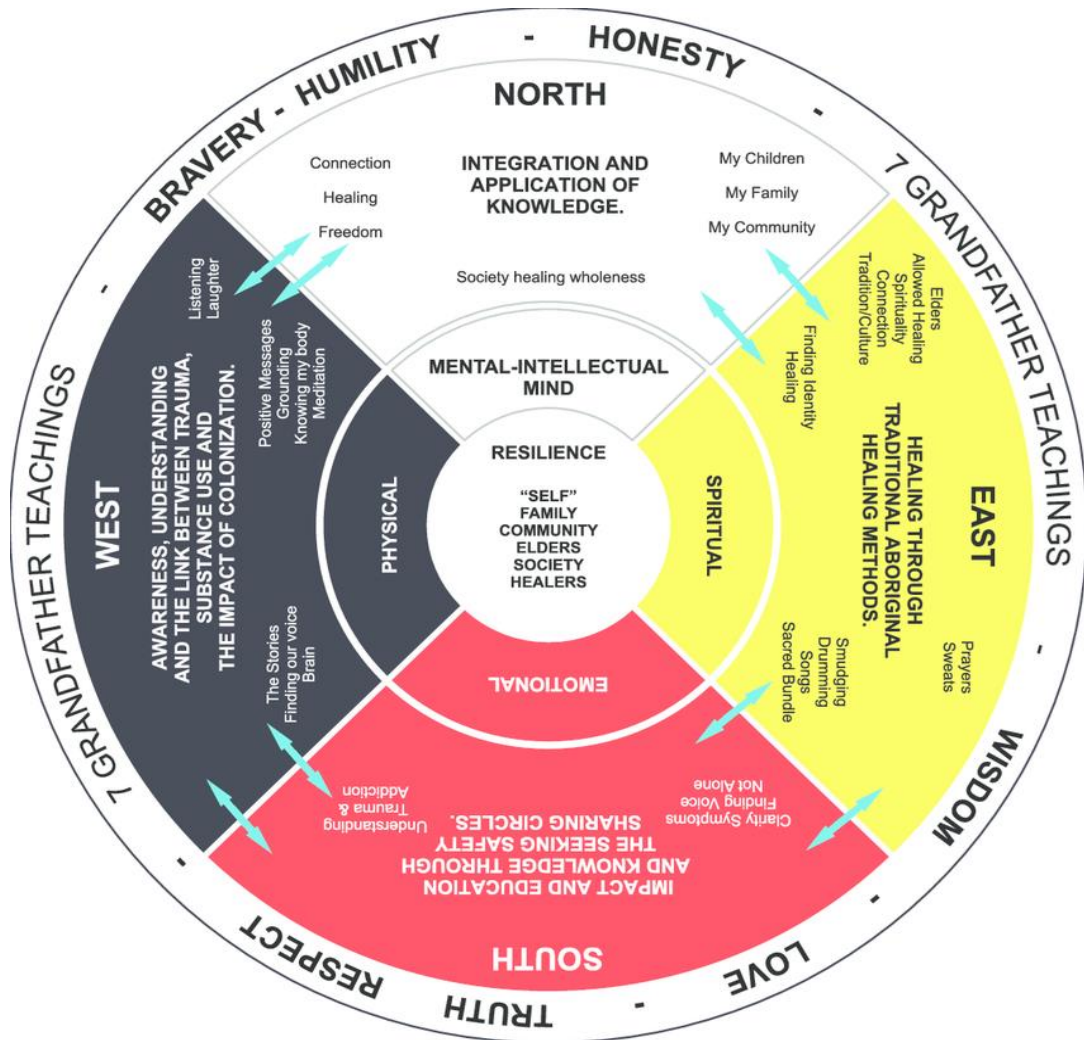 BRAVERY - HUMILITY - HONESTY -
7 GRANDFATHER TEACHINGS
- WISDOM
- LOVE - TRUTH
RESPECT -
7 GRANDFATHER TEACHINGS -
NORTH
INTEGRATION AND
APPLICATION OF
KNOWLEDGE.
Connection
Healing
Freedom
My Children
My Family
My Community
Society healing wholeness
MENTAL-INTELLECTUAL
MIND
EAST
HEALING THROUGH
TRADITIONAL ABORIGINAL
HEALING METHODS.
Elders
Allowed Healing
Spirituality
Connection
Tradition/Culture
Finding Identity
Healing
Prayers
Sweats
Smudging
Drumming
Songs
Sacred Bundle
SPIRITUAL
SOUTH
IMPACT AND EDUCATION
AND KNOWLEDGE THROUGH
THE SEEKING SAFETY
SHARING CIRCLES.
Clarity Symptoms
Finding Voice
Not Alone
Understanding
Trauma &
Addiction
EMOTIONAL
WEST
AWARENESS, UNDERSTANDING
AND THE LINK BETWEEN TRAUMA,
SUBSTANCE USE AND
THE IMPACT OF COLONIZATION.
Listening
Laughter
Positive Messages
Grounding
Knowing my body
Meditation
The Stories
Finding our voice
Brain
PHYSICAL
RESILIENCE
“SELF”
FAMILY
COMMUNITY
ELDERS
SOCIETY
HEALERS